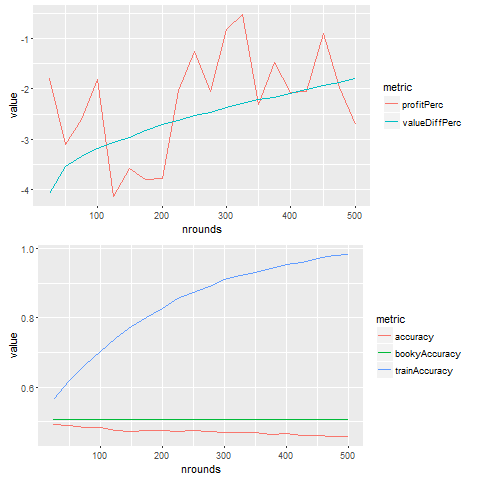 -1
-2
-3
-4
value
100
200
300
400
500
nrounds
metric
profitPerc
valueDiffPerc
1.0
0.8
0.6
value
100
200
300
400
500
nrounds
metric
accuracy
bookyAccuracy
trainAccuracy